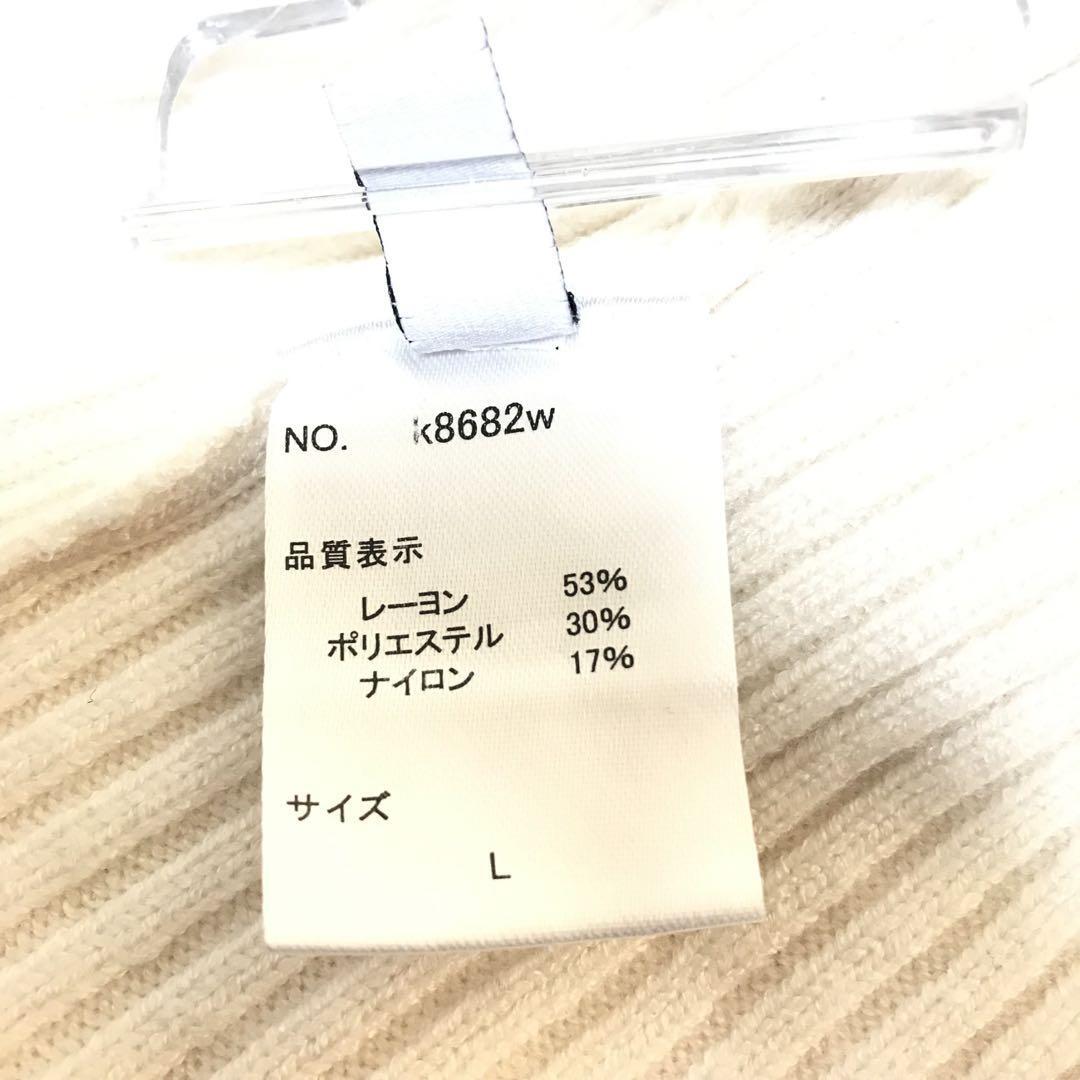 NO. k8682w
品質表示
レーヨン 53%
ポリエステル 30%
ナイロン 17%
サイズ
L